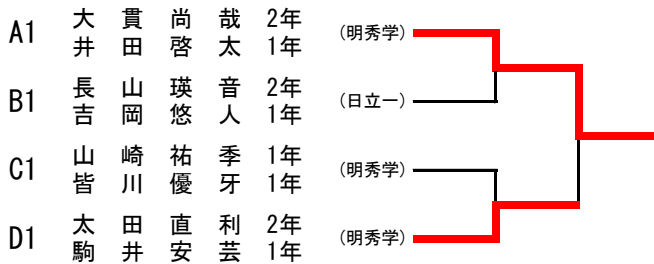 A1 大貫尚哉 2年 (明秀学)
井田啓太 1年
B1 長山瑛音 2年 (日立一)
吉岡悠人 1年
C1 山崎祐季 1年 (明秀学)
皆川優牙 1年
D1 太田直利 2年 (明秀学)
駒井安芸 1年